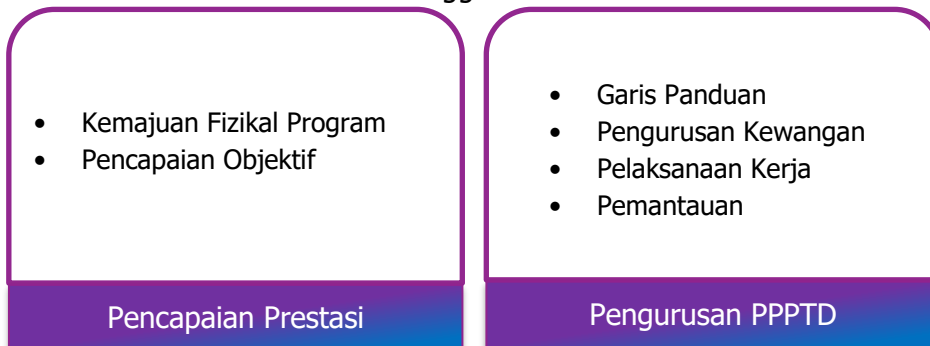 • Kemajuan Fizikal Program
• Pencapaian Objektif
Pencapaian Prestasi
• Garis Panduan
• Pengurusan Kewangan
• Pelaksanaan Kerja
• Pemantauan
Pengurusan PPPTD